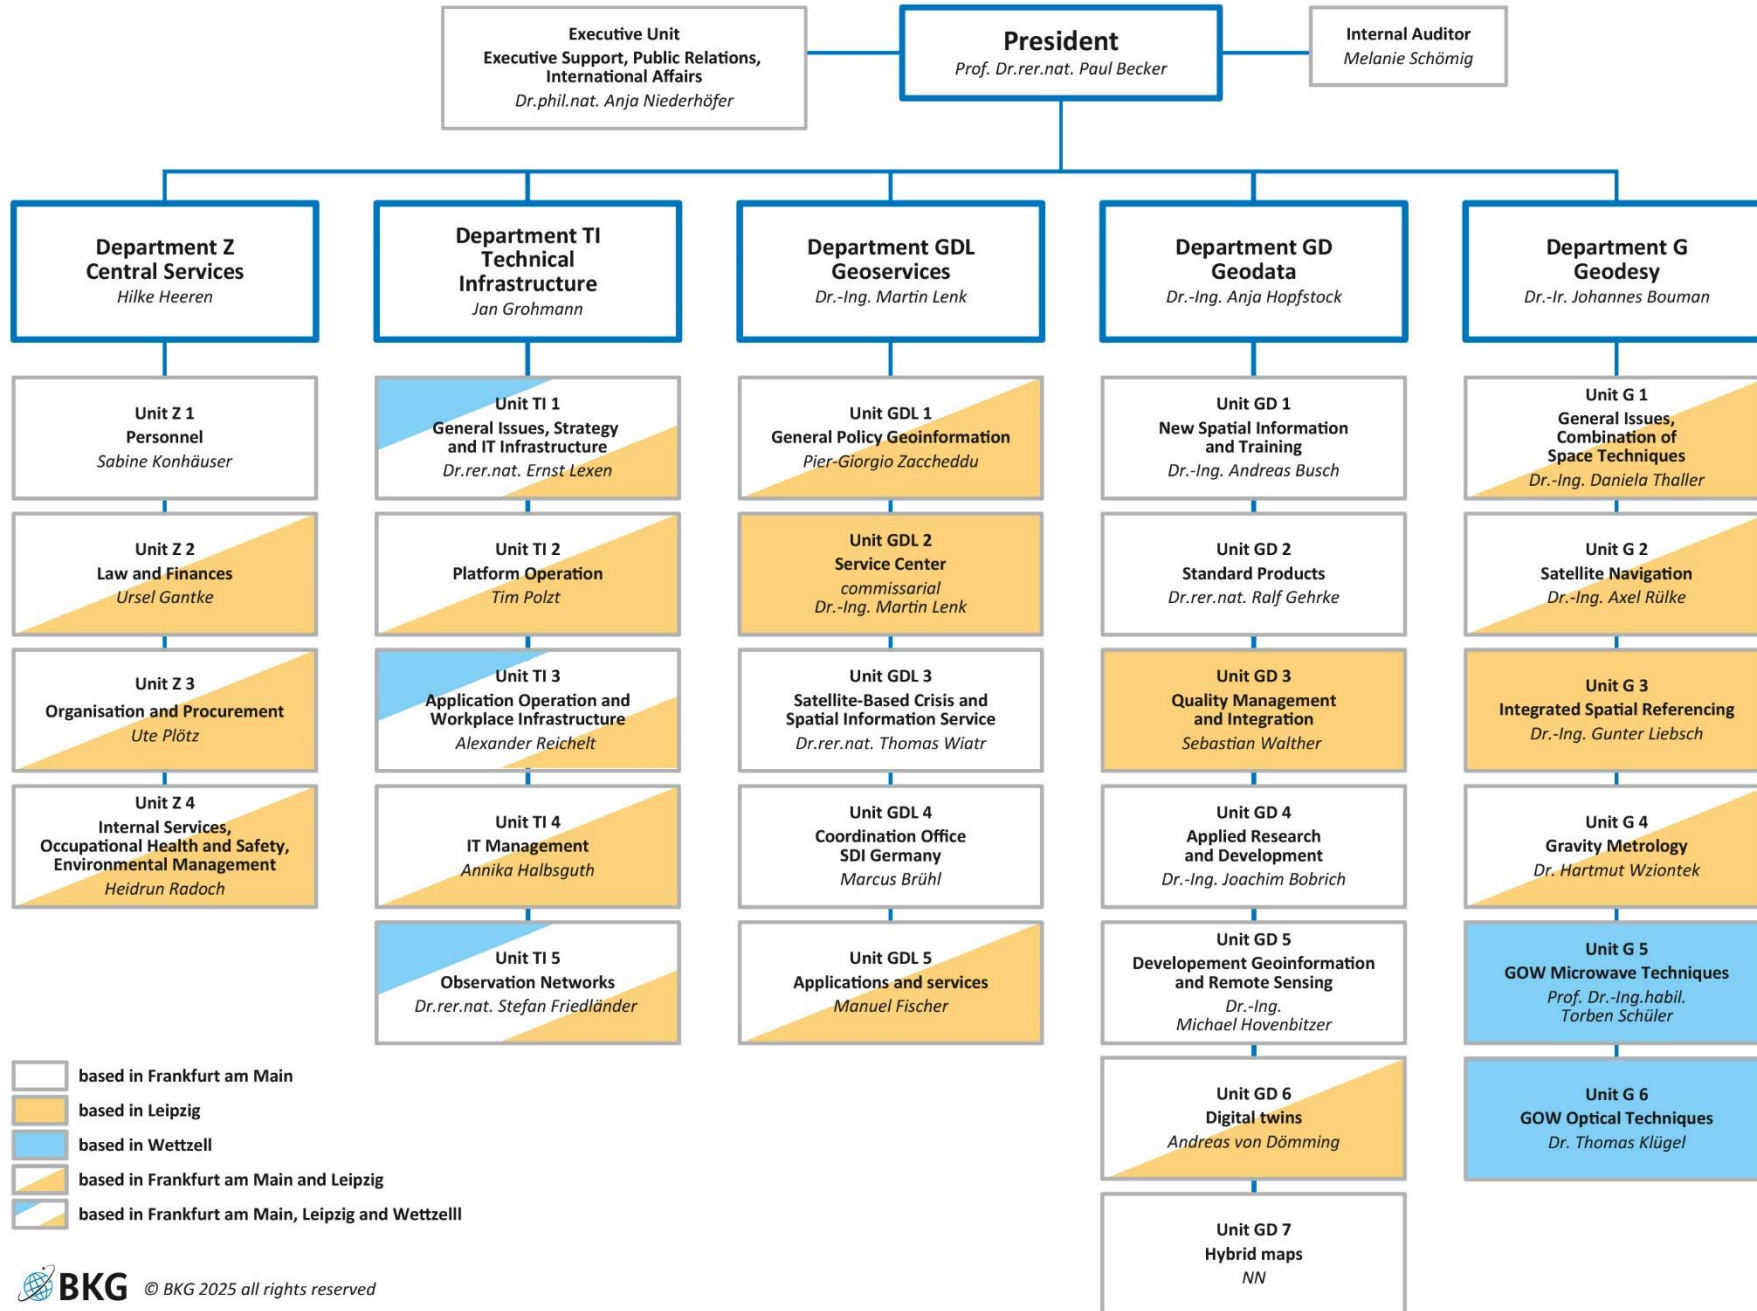 Executive Unit
Executive Support, Public Relations,
International Affairs
Dr.phil.nat. Anja Niederhöfer
President
Prof. Dr.rer.nat. Paul Becker
Internal Auditor
Melanie Schömig
Department Z
Central Services
Hilke Heeren
Department TI
Technical
Infrastructure
Jan Grohmann
Department GDL
Geoservices
Dr.-Ing. Martin Lenk
Department GD
Geodata
Dr.-Ing. Anja Hopfstock
Department G
Geodesy
Dr.-Ir. Johannes Bouman
Unit Z 1
Personnel
Sabine Konhäuser
Unit Z 2
Law and Finances
Ursel Gantke
Unit Z 3
Organisation and Procurement
Ute Plötz
Unit Z 4
Internal Services,
Occupational Health and Safety,
Environmental Management
Heidrun Radoch
Unit TI 1
General Issues, Strategy
and IT Infrastructure
Dr.rer.nat. Ernst Lexen
Unit TI 2
Platform Operation
Tim Polzt
Unit TI 3
Application Operation and
Workplace Infrastructure
Alexander Reichelt
Unit TI 4
IT Management
Annika Halbsguth
Unit TI 5
Observation Networks
Dr.rer.nat. Stefan Friedländer
Unit GDL 1
General Policy Geoinformation
Pier-Giorgio Zaccheddu
Unit GDL 2
Service Center
commissarial
Dr.-Ing. Martin Lenk
Unit GDL 3
Satellite-Based Crisis and
Spatial Information Service
Dr.rer.nat. Thomas Wiatr
Unit GDL 4
Coordination Office
SDI Germany
Marcus Brühl
Unit GDL 5
Applications and services
Manuel Fischer
Unit GD 1
New Spatial Information
and Training
Dr.-Ing. Andreas Busch
Unit GD 2
Standard Products
Dr.rer.nat. Ralf Gehrke
Unit GD 3
Quality Management
and Integration
Sebastian Walther
Unit GD 4
Applied Research
and Development
Dr.-Ing. Joachim Bobrich
Unit GD 5
Developement Geoinformation
and Remote Sensing
Dr.-Ing.
Michael Hovenbitzer
Unit GD 6
Digital twins
Andreas von Dömming
Unit GD 7
Hybrid maps
NN
Unit G 1
General Issues,
Combination of
Space Techniques
Dr.-Ing. Daniela Thaller
Unit G 2
Satellite Navigation
Dr.-Ing. Axel Rülke
Unit G 3
Integrated Spatial Referencing
Dr.-Ing. Gunter Liebsch
Unit G 4
Gravity Metrology
Dr. Hartmut Wziontek
Unit G 5
GOW Microwave Techniques
Prof. Dr.-Ing.habil.
Torben Schüler
Unit G 6
GOW Optical Techniques
Dr. Thomas Klügel
based in Frankfurt am Main
based in Leipzig
based in Wettzell
based in Frankfurt am Main and Leipzig
based in Frankfurt am Main, Leipzig and Wettzelll
BKG © BKG 2025 all rights reserved